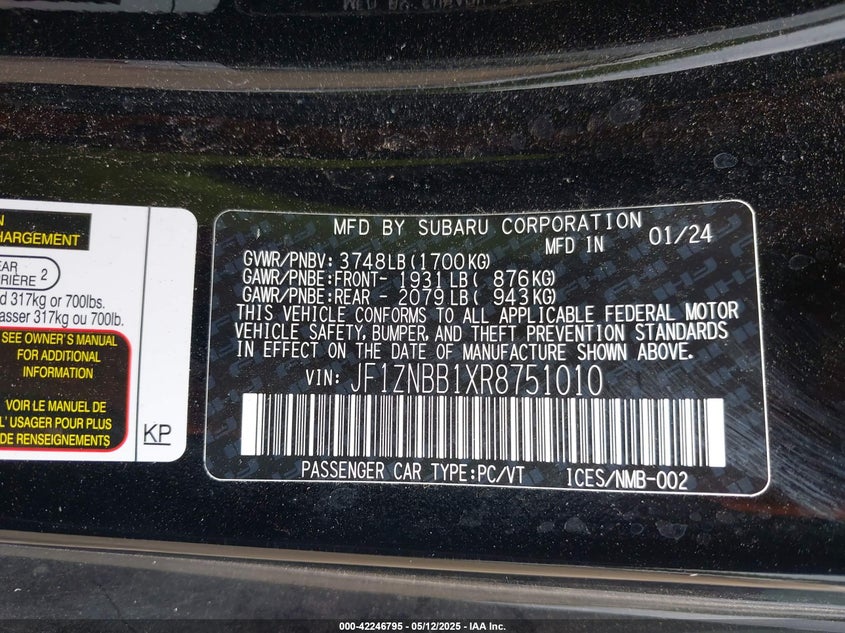 MFD BY SUBARU CORPORATION
MFD IN 01/24
GVWR/PNBV: 3748LB(1700KG)
GAWR/PNBE:FRONT- 1931LB( 876KG)
GAWR/PNBE:REAR - 2079LB( 943KG)
THIS VEHICLE CONFORMS TO ALL APPLICABLE FEDERAL MOTOR
VEHICLE SAFETY, BUMPER, AND THEFT PREVENTION STANDARDS
IN EFFECT ON THE DATE OF MANUFACTURE SHOWN ABOVE.
VIN: JF1ZNBB1XR8751010
PASSENGER CAR TYPE:PC/VT ICES/NMB-002
N
HARGEMENT
EAR
RIÈRE 2
d 317kg or 700lbs.
asser 317kg ou 700lb.
SEE OWNER'S MANUAL
FOR ADDITIONAL
INFORMATION
VOIR LE MANUEL DE
L' USAGER POUR PLUS
DE RENSEIGNEMENTS
KP
000-42246795 - 05/12/2025 - IAA Inc.